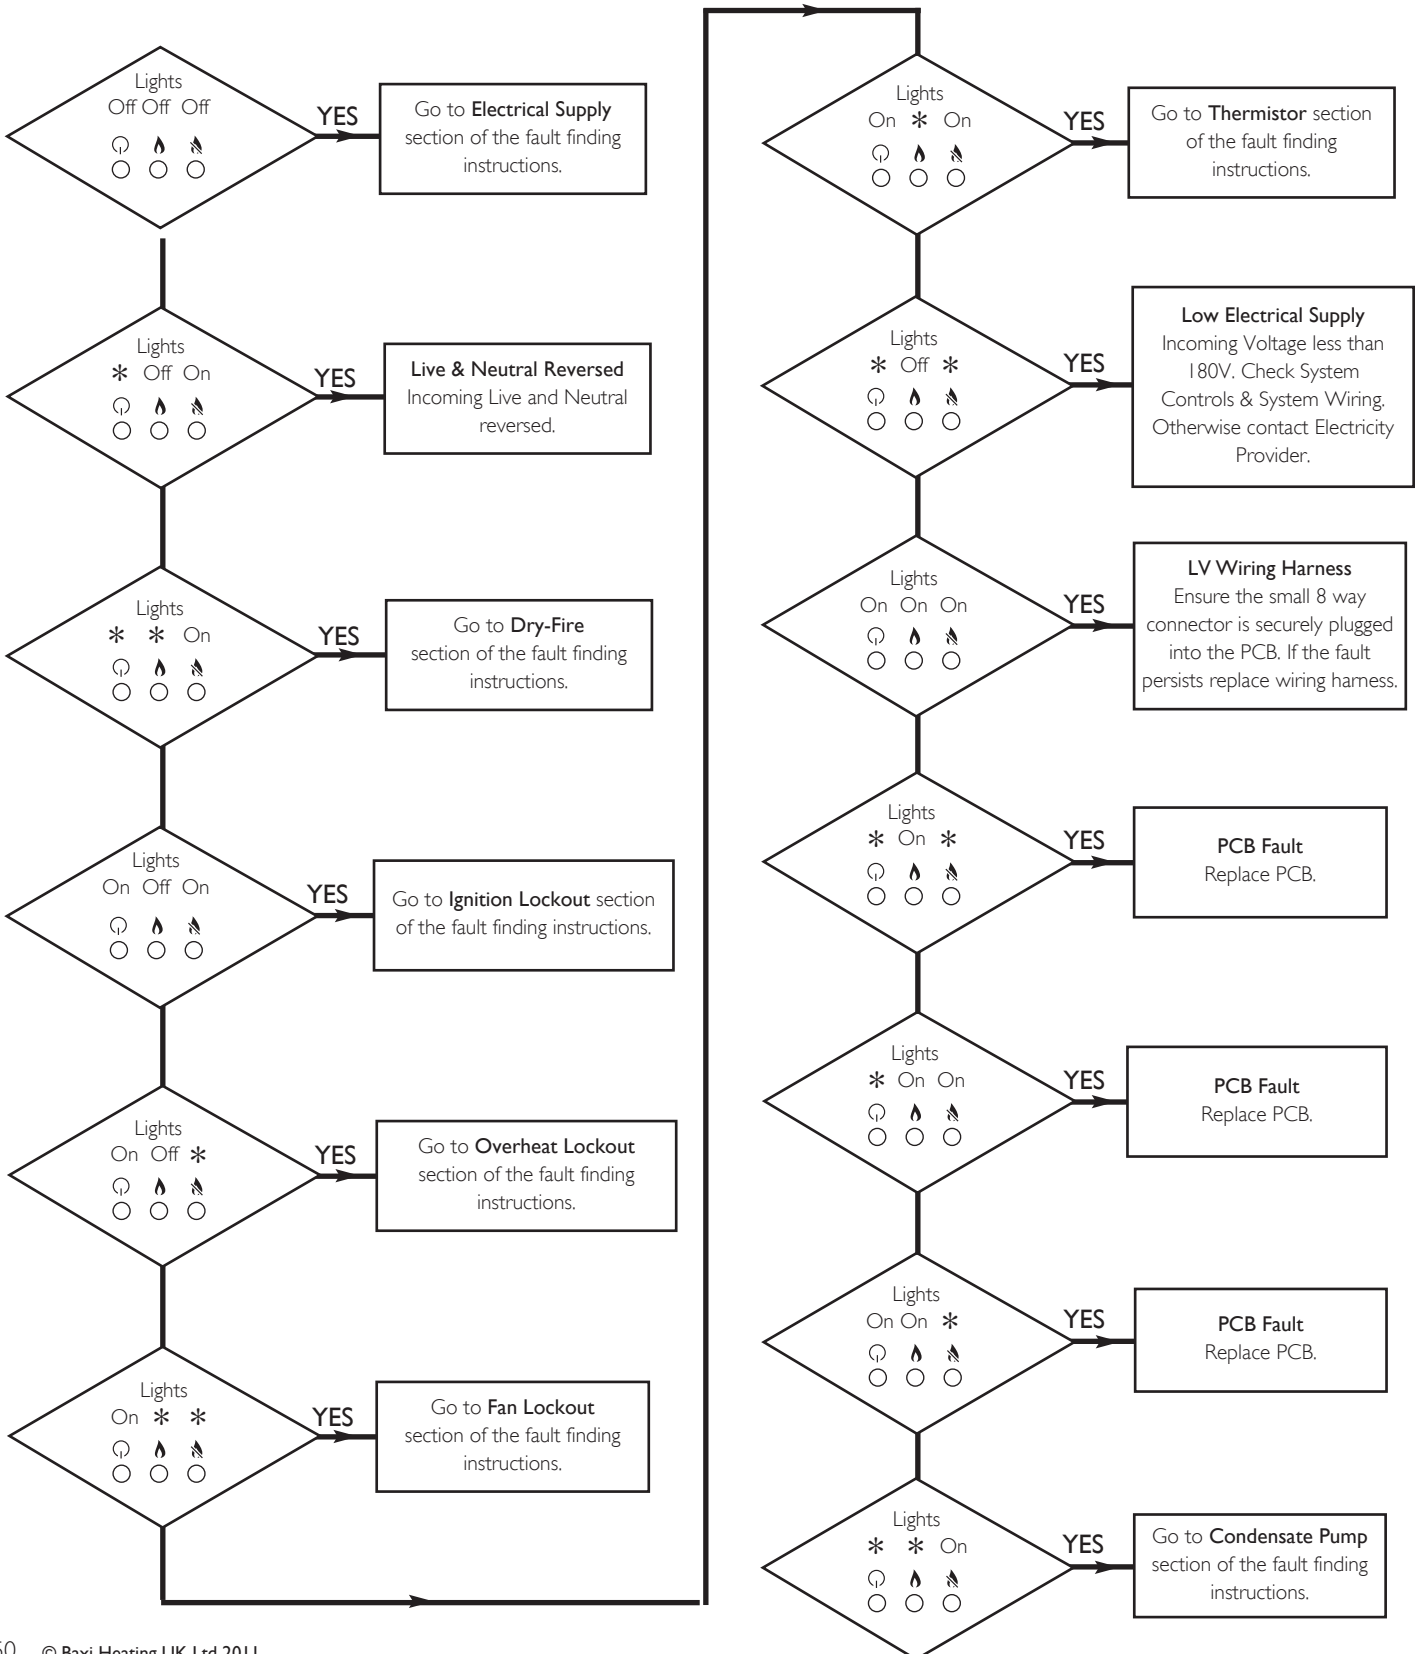 Lights
Off Off Off
YES
Go to Electrical Supply
section of the fault finding
instructions.
Lights
* Off On
YES
Live & Neutral Reversed
Incoming Live and Neutral
reversed.
Lights
* * On
YES
Go to Dry-Fire
section of the fault finding
instructions.
Lights
On Off On
YES
Go to Ignition Lockout section
of the fault finding instructions.
Lights
On Off *
YES
Go to Overheat Lockout
section of the fault finding
instructions.
Lights
On * *
YES
Go to Fan Lockout
section of the fault finding
instructions.
Lights
On * On
YES
Go to Thermistor section
of the fault finding
instructions.
Lights
* Off *
YES
Low Electrical Supply
Incoming Voltage less than
180V. Check System
Controls & System Wiring.
Otherwise contact Electricity
Provider.
Lights
On On On
YES
LV Wiring Harness
Ensure the small 8 way
connector is securely plugged
into the PCB. If the fault
persists replace wiring harness.
Lights
* On *
YES
PCB Fault
Replace PCB.
Lights
* On On
YES
PCB Fault
Replace PCB.
Lights
On On *
YES
PCB Fault
Replace PCB.
Lights
* * On
YES
Go to Condensate Pump
section of the fault finding
instructions.
© Baxi Heating UK Ltd 2011